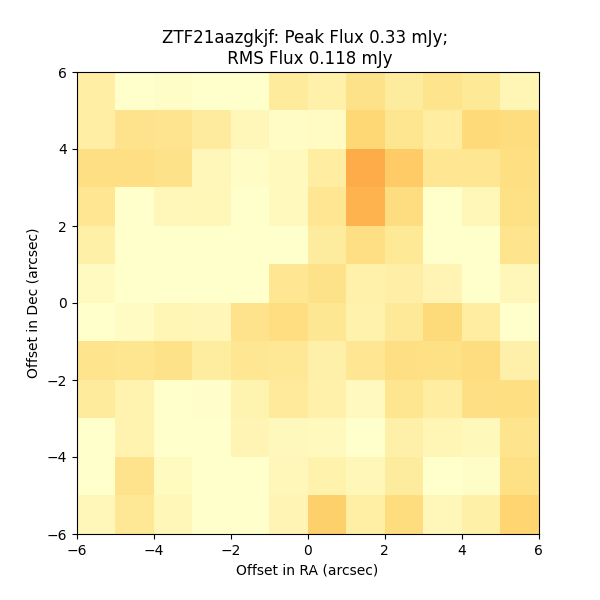 ZTF21aazgkjf: Peak Flux 0.33 mJy;
RMS Flux 0.118 mJy
6
4
2
0
−2
−4
−6
Offset in Dec (arcsec)
−6 −4 −2 0 2 4 6
Offset in RA (arcsec)